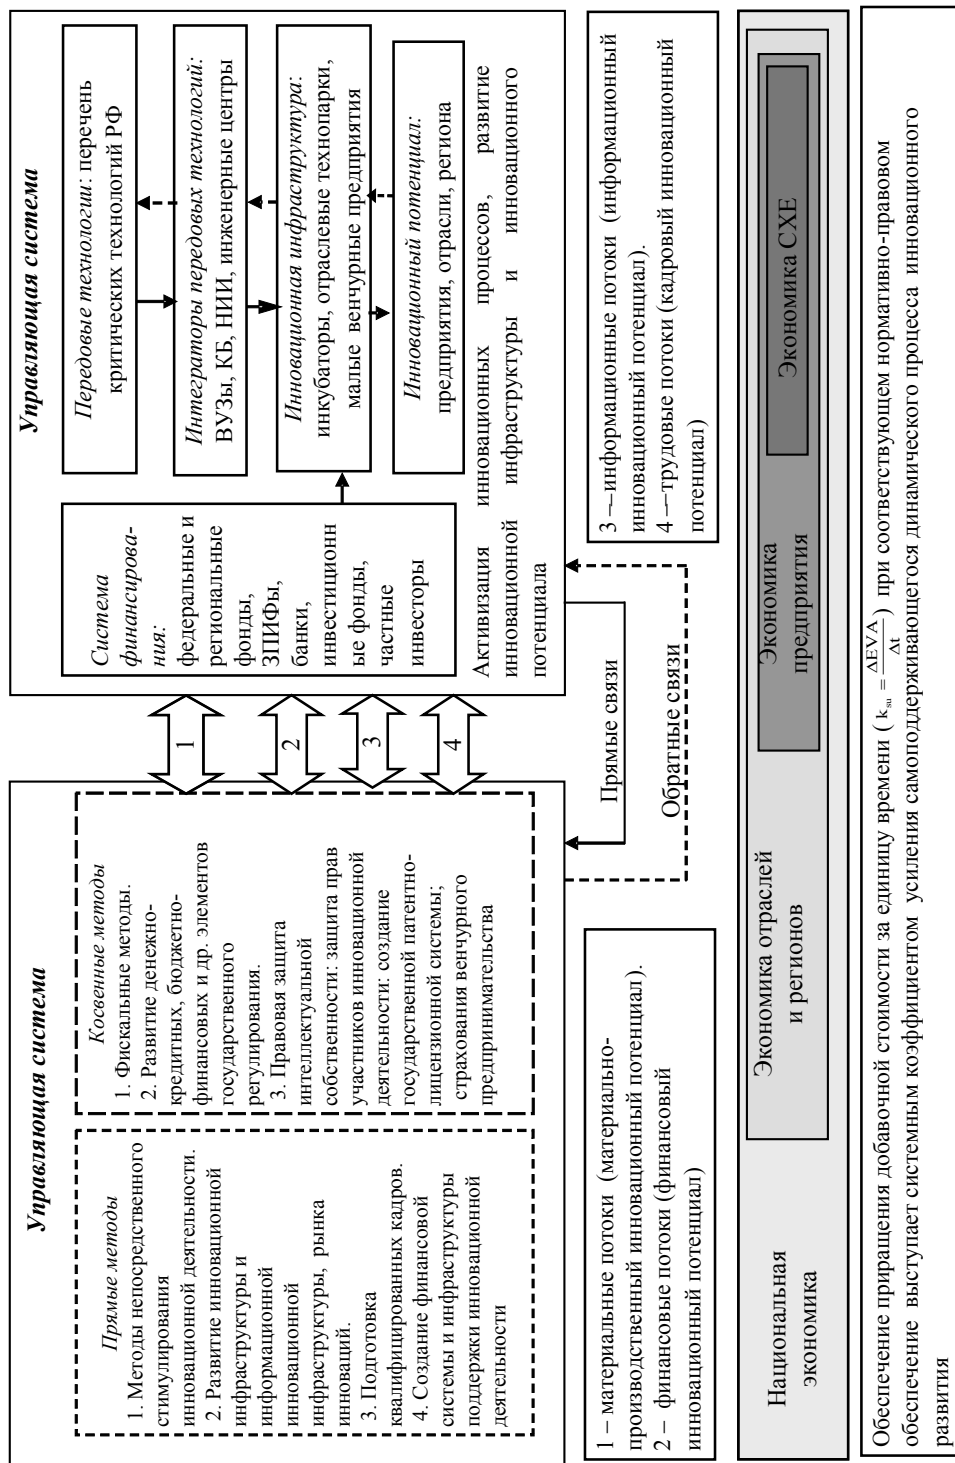 Управляющая система
Прямые методы
1. Методы непосредственного
стимулирования
инновационной деятельности.
2. Развитие инновационной
инфраструктуры и
информационной
инновационной
инфраструктуры, рынка
инноваций.
3. Подготовка
квалифицированных кадров.
4. Создание финансовой
системы и инфраструктуры
поддержки инновационной
деятельности
Косвенные методы
1. Фискальные методы.
2. Развитие денежно-
кредитных, бюджетно-
финансовых и др. элементов
государственного
регулирования.
3. Правовая защита
интеллектуальной
собственности: защита прав
участников инновационной
деятельности: создание
государственной патентно-
лицензионной системы;
страхования венчурного
предпринимательства
1
2
3
4
Управляющая система
Система
финансирова-
ния:
федеральные и
региональные
фонды,
ЗПИФы,
банки,
инвестиционн
ые фонды,
частные
инвесторы
Передовые технологии: перечень
критических технологий РФ
Интеграторы передовых технологий:
ВУЗы, КБ, НИИ, инженерные центры
Инновационная инфраструктура:
инкубаторы, отраслевые технопарки,
малые венчурные предприятия
Инновационный потенциал:
предприятия, отрасли, региона
Активизация инновационных процессов, развитие
инновационной инфраструктуры и инновационного
потенциала
Прямые связи
Обратные связи
1 – материальные потоки (материально-
производственный инновационный потенциал).
2 – финансовые потоки (финансовый
инновационный потенциал)
3 –-информационные потоки (информационный
инновационный потенциал).
4 –-трудовые потоки (кадровый инновационный
потенциал)
Национальная
экономика
Экономика отраслей
и регионов
Экономика
предприятия
Экономика СХЕ
Обеспечение приращения добавочной стоимости за единицу времени ( k_su = ΔEVA/Δt ) при соответствующем нормативно-правовом
обеспечение выступает системным коэффициентом усиления самоподдерживающегося динамического процесса инновационного
развития